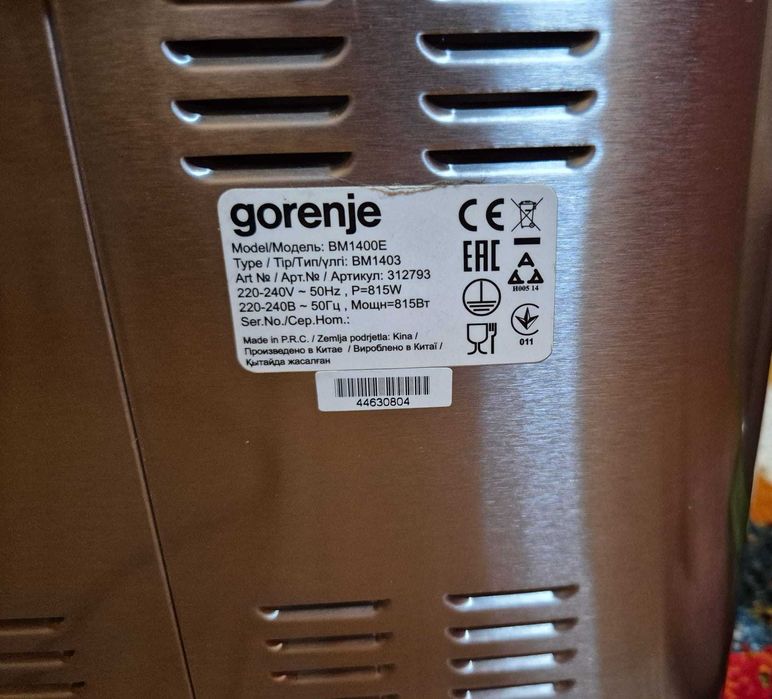 gorenje
Model/Модель: BM1400E
Type / Tip/Тип/үлгі: BM1403
Art № / Арт.№ / Артикул: 312793
220-240V ~ 50Hz , P=815W
220-240В ~ 50Гц , Мощн=815Вт
Ser.No./Сер.Ном.:
Made in P.R.C. / Zemlja podrjetla: Kina /
Произведено в Китае / Вироблено в Китаї /
Қытайда жасалған
CE
EAC
A
H005 14
011
44630804